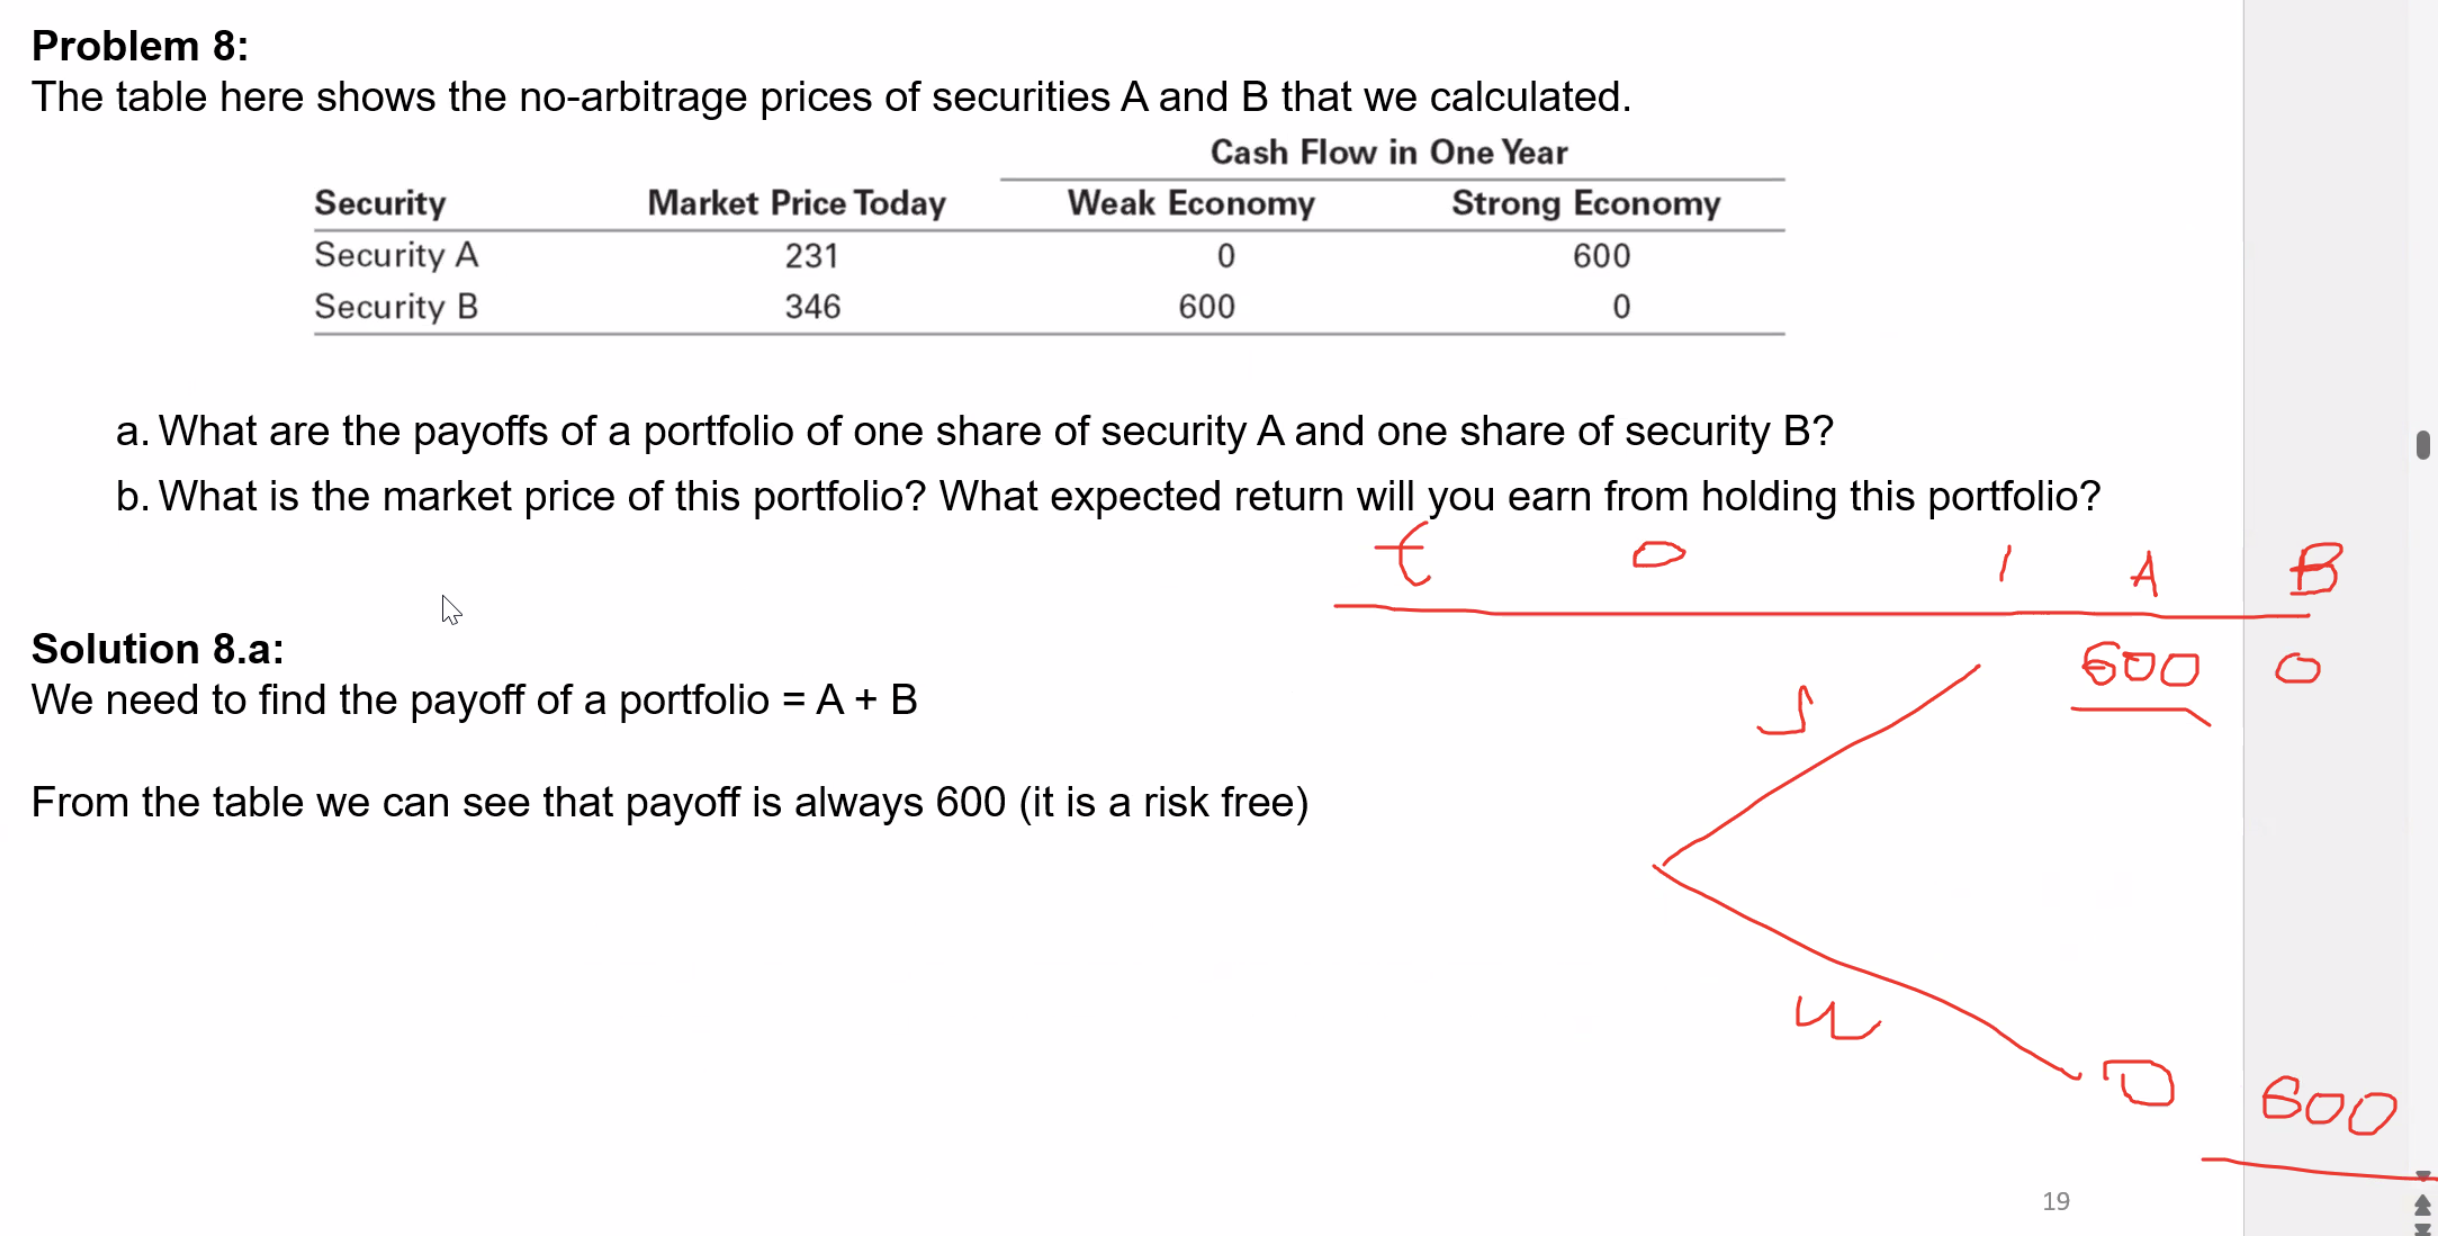 Problem 8:
The table here shows the no-arbitrage prices of securities A and B that we calculated.
Cash Flow in One Year
Security Market Price Today Weak Economy Strong Economy
Security A 231 0 600
Security B 346 600 0
a. What are the payoffs of a portfolio of one share of security A and one share of security B?
b. What is the market price of this portfolio? What expected return will you earn from holding this portfolio?
t 0 1 A B
Solution 8.a:
600 0
We need to find the payoff of a portfolio = A + B
S
From the table we can see that payoff is always 600 (it is a risk free)
0 600
19